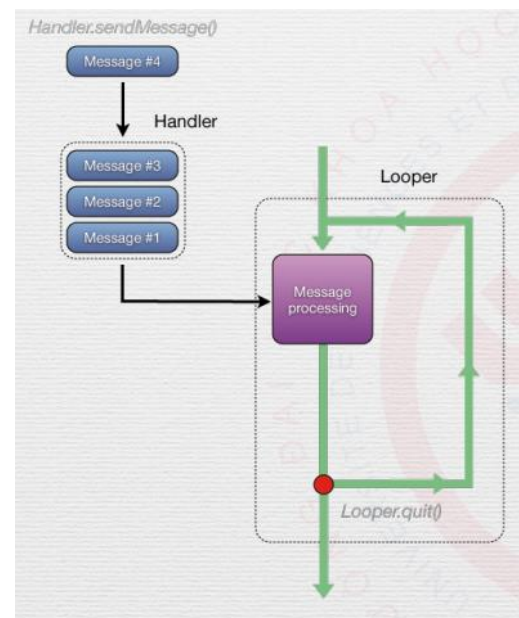 Handler.sendMessage()
Message #4
Handler
Message #3
Message #2
Message #1
Looper
Message
processing
Looper.quit()